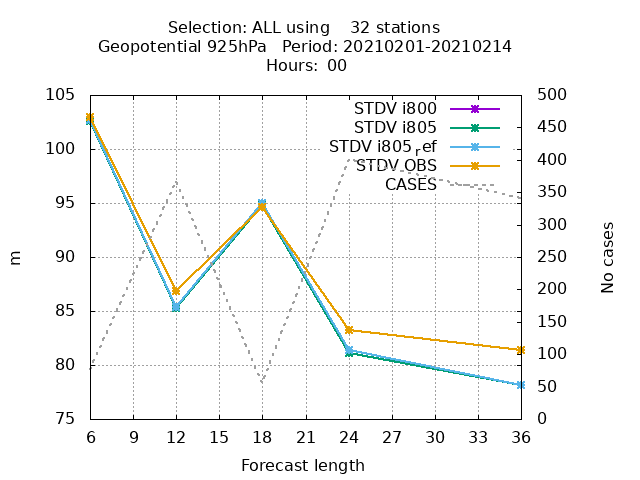 Selection: ALL using    32 stations
Geopotential 925hPa   Period: 20210201-20210214
Hours: 00
STDV i800
STDV i805
STDV i805ref
STDV OBS
CASES
105
100
95
90
85
80
75
m
500
450
400
350
300
250
200
150
100
50
0
No cases
6 9 12 15 18 21 24 27 30 33 36
Forecast length